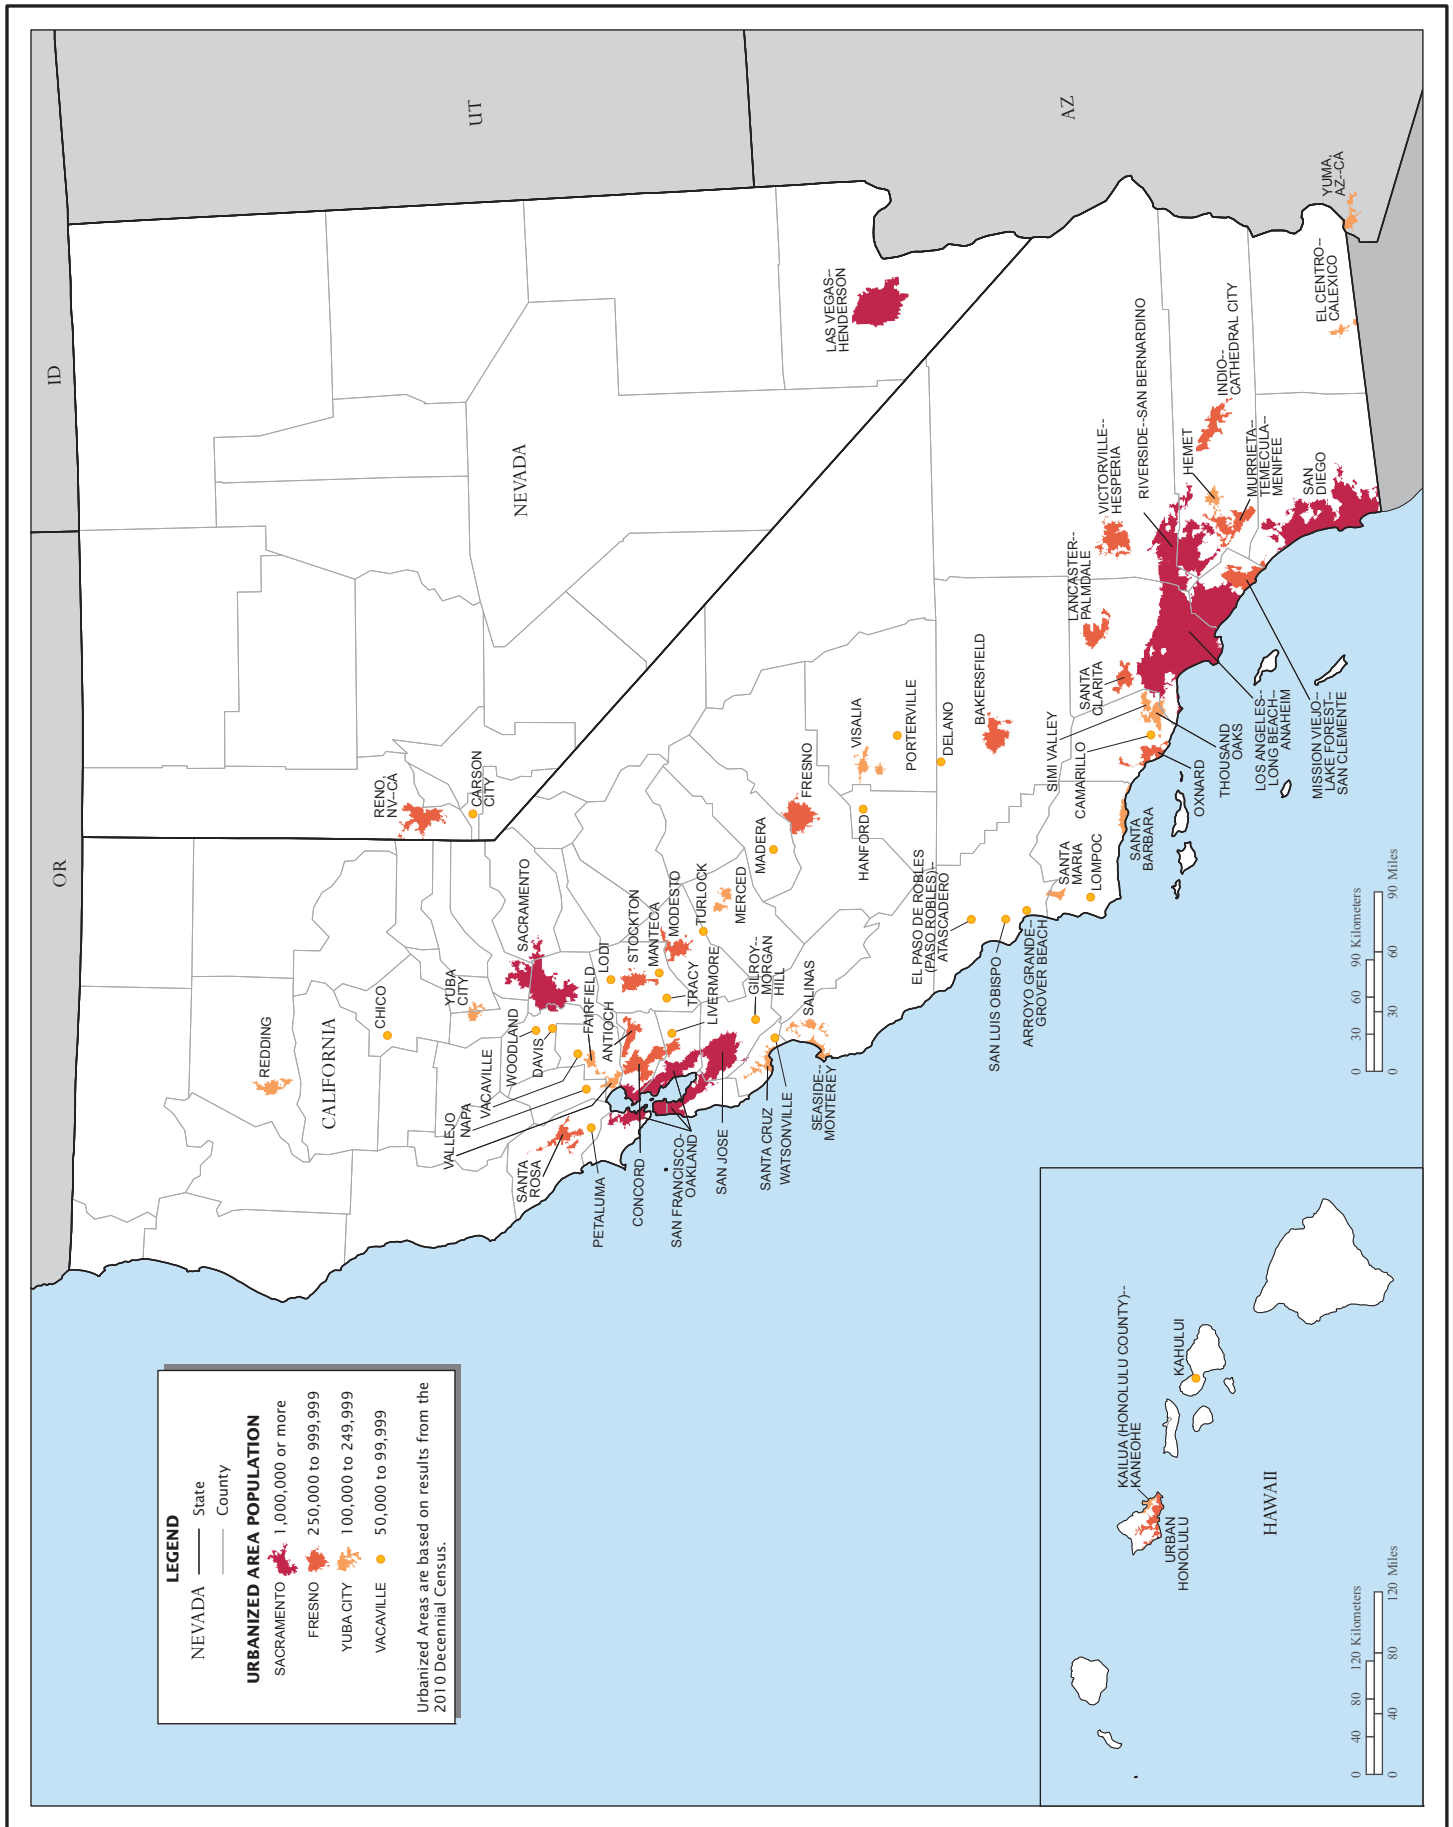 LEGEND
NEVADA
State
County
URBANIZED AREA POPULATION
SACRAMENTO
1,000,000 or more
FRESNO
250,000 to 999,999
YUBA CITY
100,000 to 249,999
VACAVILLE
50,000 to 99,999
Urbanized Areas are based on results from the
2010 Decennial Census.
OR
ID
UT
AZ
NEVADA
CALIFORNIA
REDDING
CHICO
YUBA
CITY
RENO,
NV--CA
CARSON
CITY
LAS VEGAS--
HENDERSON
SACRAMENTO
WOODLAND
DAVIS
VACAVILLE
NAPA
VALLEJO
FAIRFIELD
ANTIOCH
LODI
STOCKTON
MANTECA
MODESTO
TURLOCK
TRACY
LIVERMORE
MERCED
MADERA
FRESNO
SANTA
ROSA
PETALUMA
CONCORD
SAN FRANCISCO-
OAKLAND
SAN JOSE
SANTA CRUZ
WATSONVILLE
GILROY--
MORGAN
HILL
SALINAS
SEASIDE--
MONTEREY
HANFORD
VISALIA
PORTERVILLE
DELANO
BAKERSFIELD
EL PASO DE ROBLES
(PASO ROBLES)--
ATASCADERO
SAN LUIS OBISPO
ARROYO GRANDE--
GROVER BEACH
SANTA
MARIA
LOMPOC
SANTA
BARBARA
SIMI VALLEY
CAMARILLO
OXNARD
THOUSAND
OAKS
SANTA
CLARITA
LANCASTER--
PALMDALE
VICTORVILLE--
HESPERIA
RIVERSIDE--SAN BERNARDINO
LOS ANGELES--
LONG BEACH--
ANAHEIM
MISSION VIEJO--
LAKE FOREST--
SAN CLEMENTE
HEMET
MURRIETA--
TEMECULA--
MENIFEE
INDIO--
CATHEDRAL CITY
SAN
DIEGO
EL CENTRO--
CALEXICO
YUMA,
AZ--CA
0 30 60 90 Kilometers
0 30 60 90 Miles
KAILUA (HONOLULU COUNTY)--
KANEOHE
URBAN
HONOLULU
KAHULUI
HAWAII
0 40 80 120 Kilometers
0 40 80 120 Miles